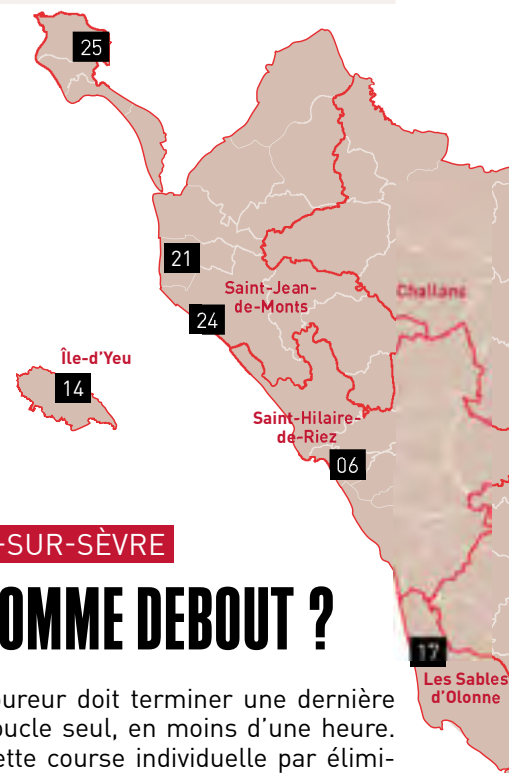 25
21
Saint-Jean-
de-Monts
Challans
24
Île-d'Yeu
14
Saint-Hilaire-
de-Riez
06
17
Les Sables
d'Olonne
-SUR-SÈVRE
OMME DEBOUT ?
oureur doit terminer une dernière
oucle seul, en moins d'une heure.
ette course individuelle par élimi-